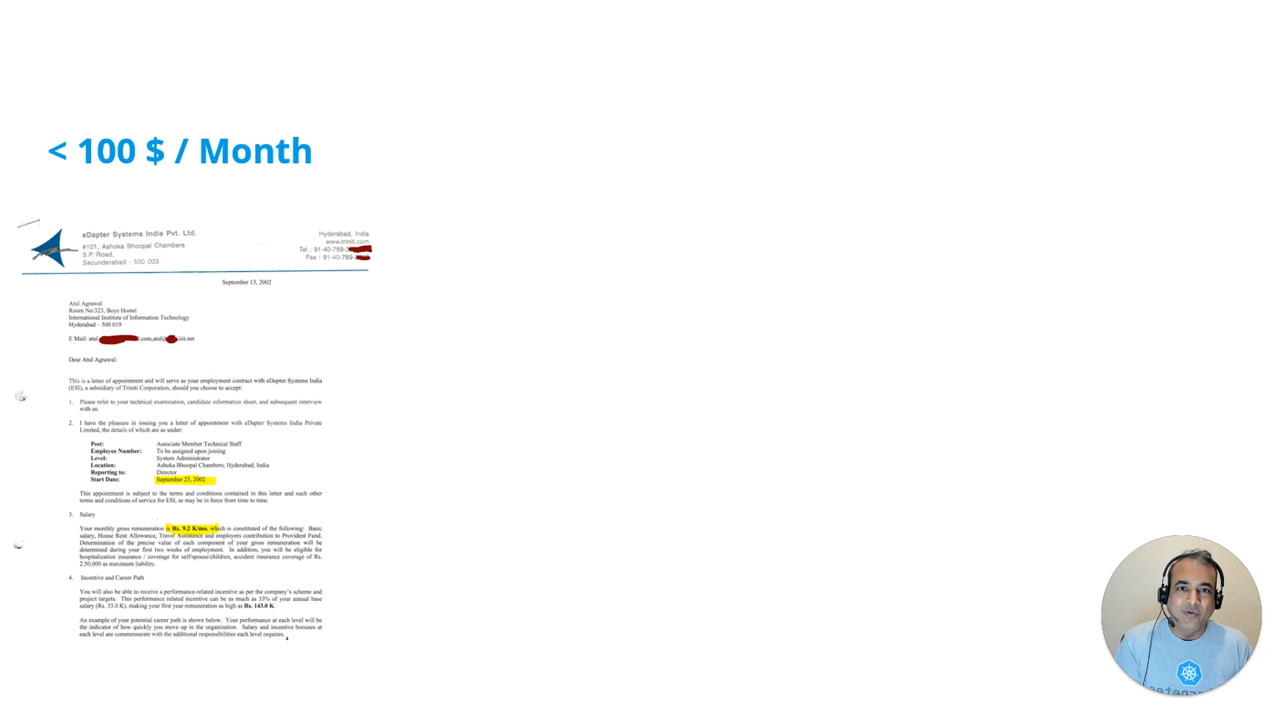 < 100 $ / Month
eDapter Systems India Pvt. Ltd.
#101, Ashoka Bhoopal Chambers
S.P. Road,
Secunderabad - 500 003.
Hyderabad, India
www.triniti.com
Tel : 91-40-789-
Fax : 91-40-789-
September 13, 2002
Atul Agrawal
Room No:323, Boys Hostel
International Institute of Information Technology
Hyderabad – 500 019
E Mail: atul .com,atul@ iiit.net
Dear Atul Agrawal:
This is a letter of appointment and will serve as your employment contract with eDapter Systems India
(ESI), a subsidiary of Triniti Corporation, should you choose to accept:
1. Please refer to your technical examination, candidate information sheet, and subsequent interview
with us.
2. I have the pleasure in issuing you a letter of appointment with eDapter Systems India Private
Limited, the details of which are as under:
Post: Associate Member Technical Staff
Employee Number: To be assigned upon joining
Level: System Administrator
Location: Ashoka Bhoopal Chambers; Hyderabad, India
Reporting to: Director
Start Date: September 23, 2002
This appointment is subject to the terms and conditions contained in this letter and such other
terms and conditions of service for ESI, as may be in force from time to time.
3. Salary
Your monthly gross remuneration is Rs. 9.2 K/mo. which is constituted of the following: Basic
salary, House Rent Allowance, Travel Assistance and employers contribution to Provident Fund.
Determination of the precise value of each component of your gross remuneration will be
determined during your first two weeks of employment. In addition, you will be eligible for
hospitalization insurance / coverage for self/spouse/children, accident insurance coverage of Rs.
2,50,000 as maximum liability.
4. Incentive and Career Path
You will also be able to receive a performance-related incentive as per the company's scheme and
project targets. This performance related incentive can be as much as 33% of your annual base
salary (Rs. 33.0 K), making your first year remuneration as high as Rs. 143.0 K.
An example of your potential career path is shown below. Your performance at each level will be
the indicator of how quickly you move up in the organization. Salary and incentive bonuses at
each level are commensurate with the additional responsibilities each level requires.